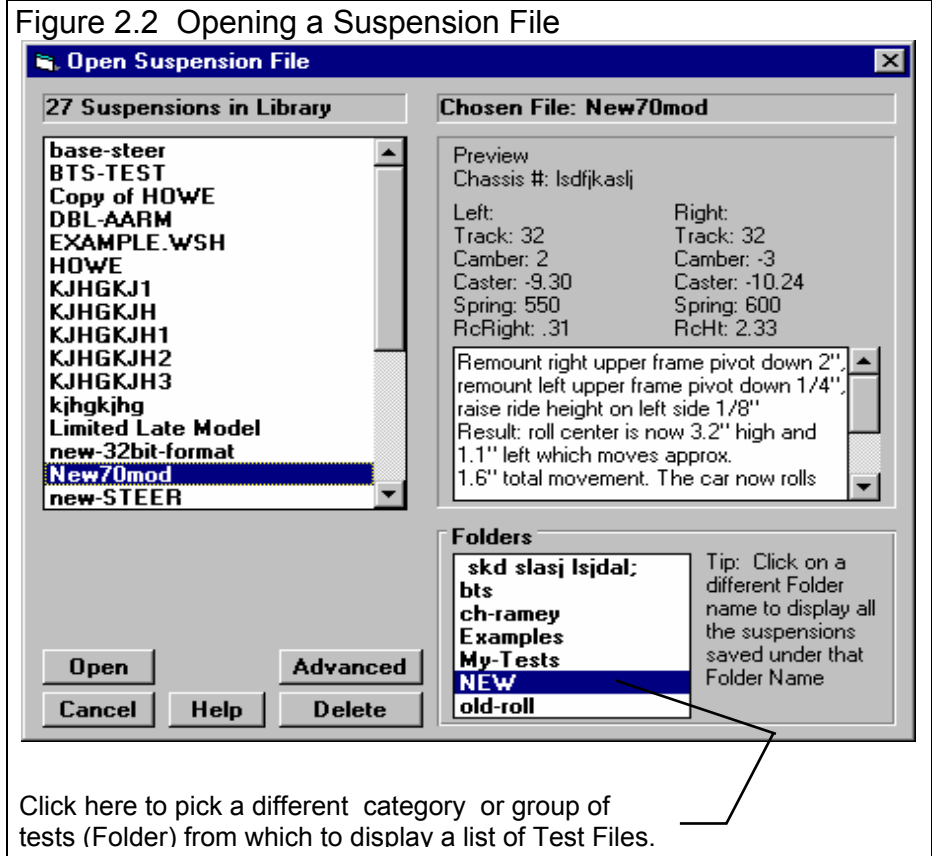 Figure 2.2 Opening a Suspension File
Open Suspension File
27 Suspensions in Library
base-steer
BTS-TEST
Copy of HOWE
DBL-AARM
EXAMPLE.WSH
HOWE
KJHGKJ1
KJHGKJH
KJHGKJH1
KJHGKJH2
KJHGKJH3
kjhgkjhg
Limited Late Model
new-32bit-format
New70mod
new-STEER
Open
Advanced
Cancel
Help
Delete
Chosen File: New70mod
Preview
Chassis #: lsdfjkaslj
Left: Right:
Track: 32 Track: 32
Camber: 2 Camber: -3
Caster: -9.30 Caster: -10.24
Spring: 550 Spring: 600
RcRight: .31 RcHt: 2.33
Remount right upper frame pivot down 2",
remount left upper frame pivot down 1/4",
raise ride height on left side 1/8"
Result: roll center is now 3.2" high and
1.1" left which moves approx.
1.6" total movement. The car now rolls
Folders
skd slasj lsjdal;
bts
ch-ramey
Examples
My-Tests
NEW
old-roll
Tip: Click on a
different Folder
name to display all
the suspensions
saved under that
Folder Name
Click here to pick a different category or group of
tests (Folder) from which to display a list of Test Files.